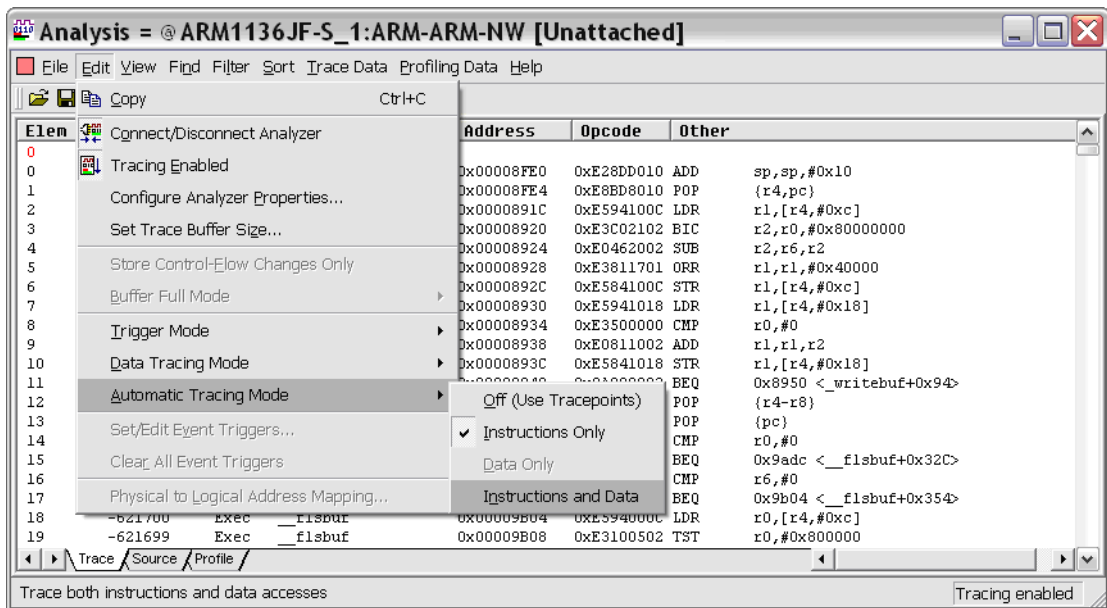 Analysis = @ARM1136JF-S_1:ARM-ARM-NW [Unattached]
File Edit View Find Filter Sort Trace Data Profiling Data Help
Copy Ctrl+C
Connect/Disconnect Analyzer
Tracing Enabled
Configure Analyzer Properties...
Set Trace Buffer Size...
Store Control-Flow Changes Only
Buffer Full Mode
Trigger Mode
Data Tracing Mode
Automatic Tracing Mode
Set/Edit Event Triggers...
Clear All Event Triggers
Physical to Logical Address Mapping...
Off (Use Tracepoints)
Instructions Only
Data Only
Instructions and Data
Elem Address Opcode Other
0
0 0x00008FE0 0xE28DD010 ADD sp,sp,#0x10
1 0x00008FE4 0xE8BD8010 POP {r4,pc}
2 0x0000891C 0xE594100C LDR r1,[r4,#0xc]
3 0x00008920 0xE3C02102 BIC r2,r0,#0x80000000
4 0x00008924 0xE0462002 SUB r2,r6,r2
5 0x00008928 0xE3811701 ORR r1,r1,#0x40000
6 0x0000892C 0xE584100C STR r1,[r4,#0xc]
7 0x00008930 0xE5941018 LDR r1,[r4,#0x18]
8 0x00008934 0xE3500000 CMP r0,#0
9 0x00008938 0xE0811002 ADD r1,r1,r2
10 0x0000893C 0xE5841018 STR r1,[r4,#0x18]
11 BEQ 0x8950 <_writebuf+0x94>
12 POP {r4-r8}
13 POP {pc}
14 CMP r0,#0
15 BEQ 0x9adc <__flsbuf+0x32C>
16 CMP r6,#0
17 BEQ 0x9b04 <__flsbuf+0x354>
18 -621700 Exec __flsbuf 0x00009B04 0xE594000C LDR r0,[r4,#0xc]
19 -621699 Exec __flsbuf 0x00009B08 0xE3100502 TST r0,#0x800000
Trace Source Profile
Trace both instructions and data accesses Tracing enabled